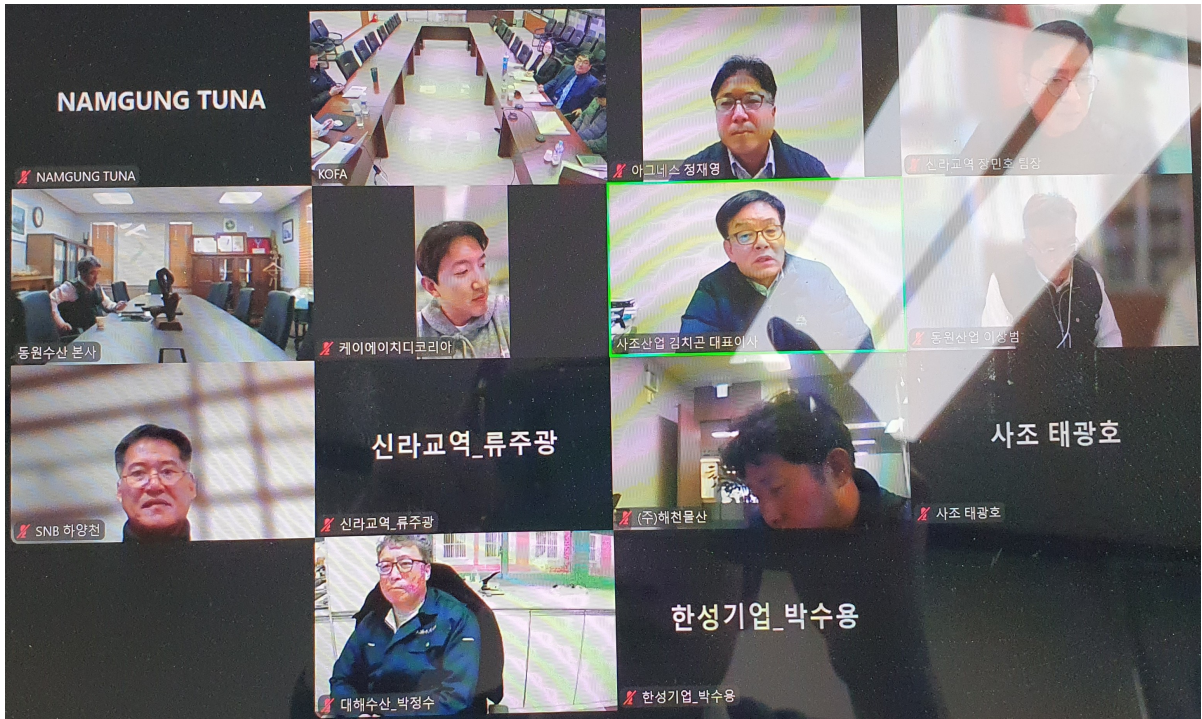 NAMGUNG TUNA
NAMGUNG TUNA
KOFA
아그네스 정재영
신라교역 장민호 팀장
동원수산 본사
케이에이치디코리아
사조산업 김치곤 대표이사
동원산업 이상범
신라교역_류주광
사조 태광호
SNB 하양천
신라교역_류주광
(주)해천물산
사조 태광호
한성기업_박수용
대해수산_박정수
한성기업_박수용